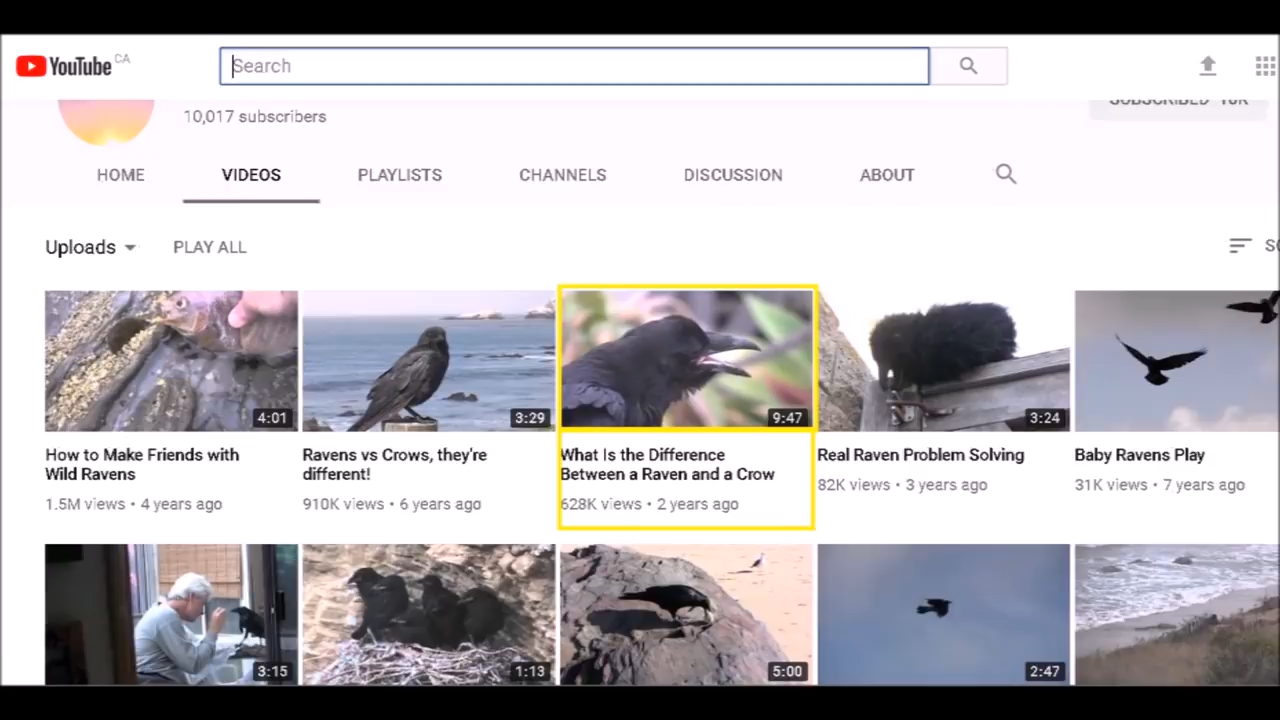 YouTube CA
Search
10,017 subscribers
SUBSCRIBED 10K
HOME VIDEOS PLAYLISTS CHANNELS DISCUSSION ABOUT
Uploads PLAY ALL
4:01 3:29 9:47 3:24
How to Make Friends with
Wild Ravens
1.5M views • 4 years ago
Ravens vs Crows, they're
different!
910K views • 6 years ago
What Is the Difference
Between a Raven and a Crow
628K views • 2 years ago
Real Raven Problem Solving
82K views • 3 years ago
Baby Ravens Play
31K views • 7 years ago
3:15 1:13 5:00 2:47